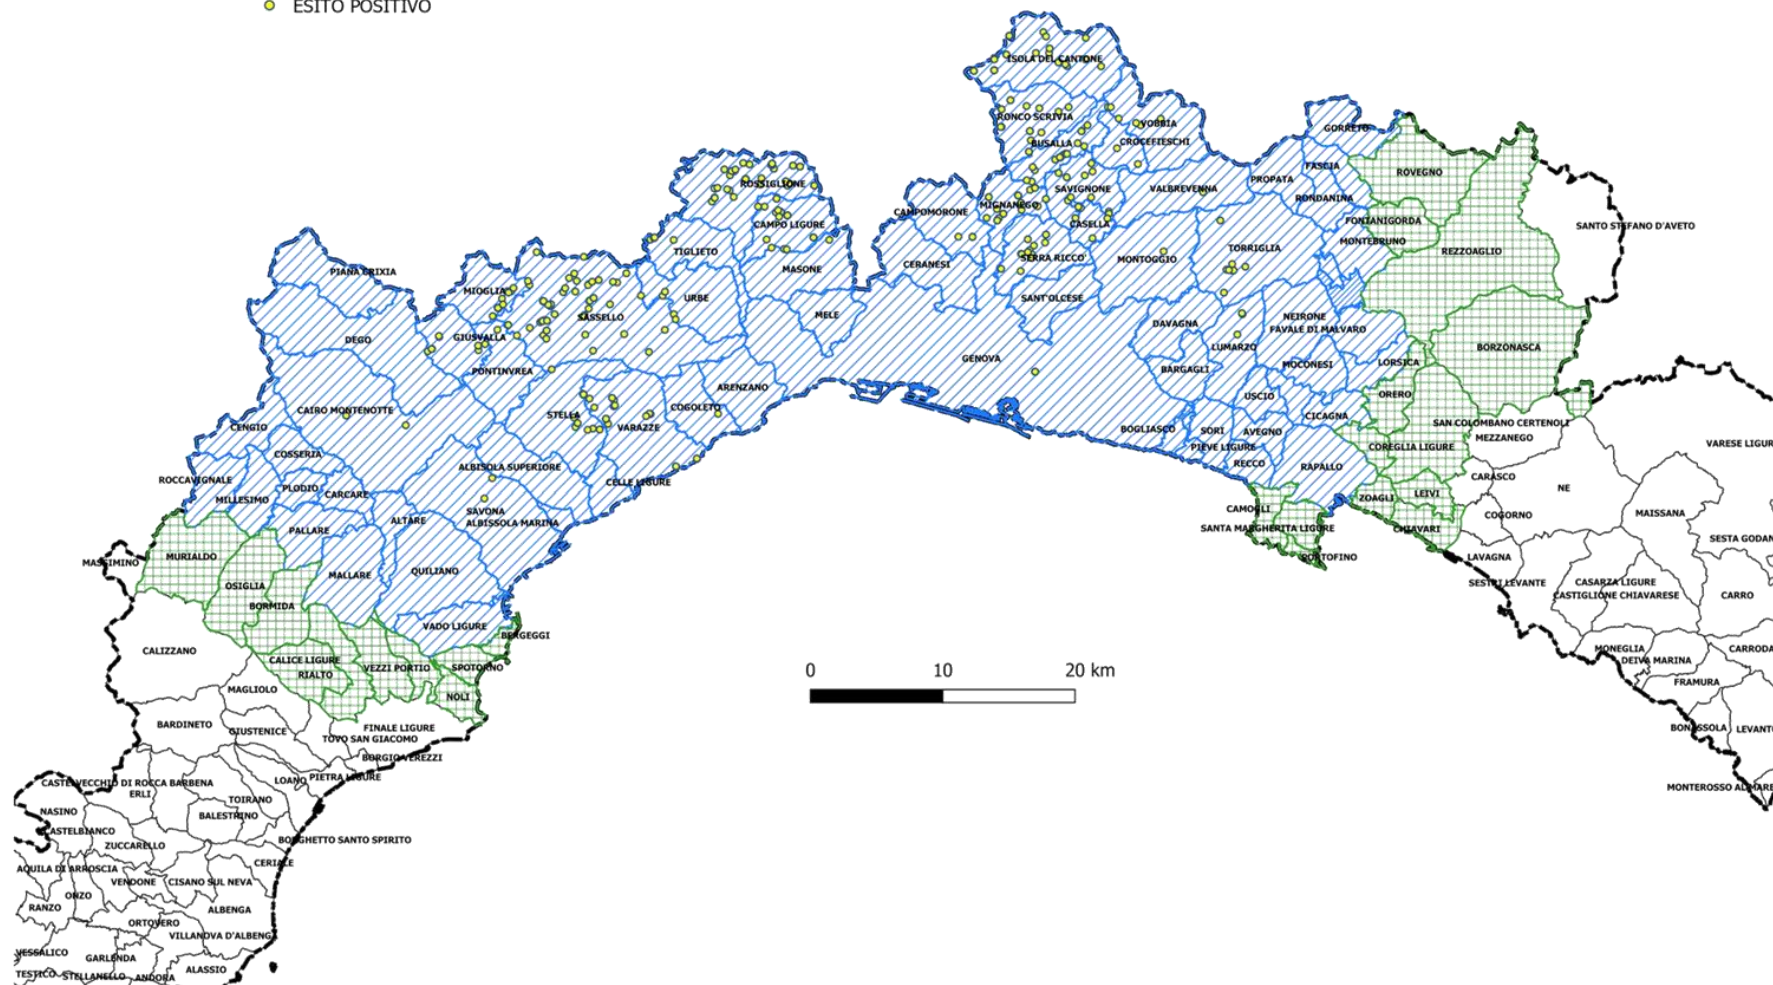 ESITO POSITIVO
ISOLA DEL CANTONE
RONCO SCRIVIA
VOBBIA
GORRETO
BUSALLA
CROCEFIESCHI
FASCIA
ROVEGNO
PROPATA
ROSSIGLIONE
SAVIGNONE
VALBREVENNA
RONDANINA
MIGNANEGO
CAMPOMORONE
CAMPO LIGURE
CASELLA
FONTANIGORDA
SANTO STEFANO D'AVETO
MONTEBRUNO
TIGLIETO
TORRIGLIA
REZZOAGLIO
SERRA RICCO'
MONTOGGIO
CERANESI
MASONE
PIANA CRIXIA
MIOGLIA
URBE
SANT'OLCESE
MELE
SASSELLO
NEIRONE
DAVAGNA
FAVALE DI MALVARO
GIUSVALLA
DEGO
LUMARZO
BORZONASCA
GENOVA
MOCONESI
LORSICA
BARGAGLI
PONTINVREA
ARENZANO
ORERO
USCIO
COGOLETO
CAIRO MONTENOTTE
STELLA
CICAGNA
SAN COLOMBANO CERTENOLI
CENGIO
VARAZZE
BOGLIASCO
SORI
AVEGNO
MEZZANEGO
VARESE LIGUR
PIEVE LIGURE
COREGLIA LIGURE
COSSERIA
RECCO
RAPALLO
ALBISOLA SUPERIORE
CARASCO
ROCCAVIGNALE
CELLE LIGURE
PLODIO
CARCARE
NE
LEIVI
ZOAGLI
MILLESIMO
CAMOGLI
SAVONA
COGORNO
MAISSANA
ALTARE
ALBISSOLA MARINA
SANTA MARGHERITA LIGURE
CHIAVARI
PALLARE
SESTA GODAN
MURIALDO
PORTOFINO
LAVAGNA
MASSIMINO
QUILIANO
MALLARE
SESTRI LEVANTE
CASARZA LIGURE
OSIGLIA
CASTIGLIONE CHIAVARESE
CARRO
BORMIDA
VADO LIGURE
BERGEGGI
MONEGLIA
CARRODA
CALIZZANO
CALICE LIGURE
DEIVA MARINA
VEZZI PORTIO
SPOTORNO
0 10 20 km
RIALTO
FRAMURA
MAGLIOLO
NOLI
BARDINETO
FINALE LIGURE
BONASSOLA
LEVANTO
GIUSTENICE
TOVO SAN GIACOMO
BORGIO VEREZZI
PIETRA LIGURE
LOANO
CASTELVECCHIO DI ROCCA BARBENA
MONTEROSSO AL MARE
ERLI
TOIRANO
NASINO
BALESTRINO
CASTELBIANCO
BORGHETTO SANTO SPIRITO
ZUCCARELLO
CERIALE
AQUILA DI ARROSCIA
VENDONE
CISANO SUL NEVA
ONZO
RANZO
ALBENGA
ORTOVERO
VILLANOVA D'ALBENGA
VESSALICO
GARLENDA
ALASSIO
TESTICO
STELLANELLO
ANDORA